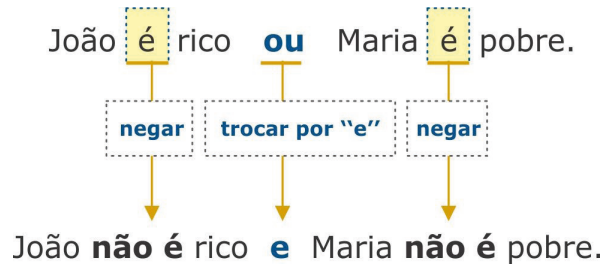 João é rico ou Maria é pobre.
negar trocar por ‘‘e’’ negar
João não é rico e Maria não é pobre.